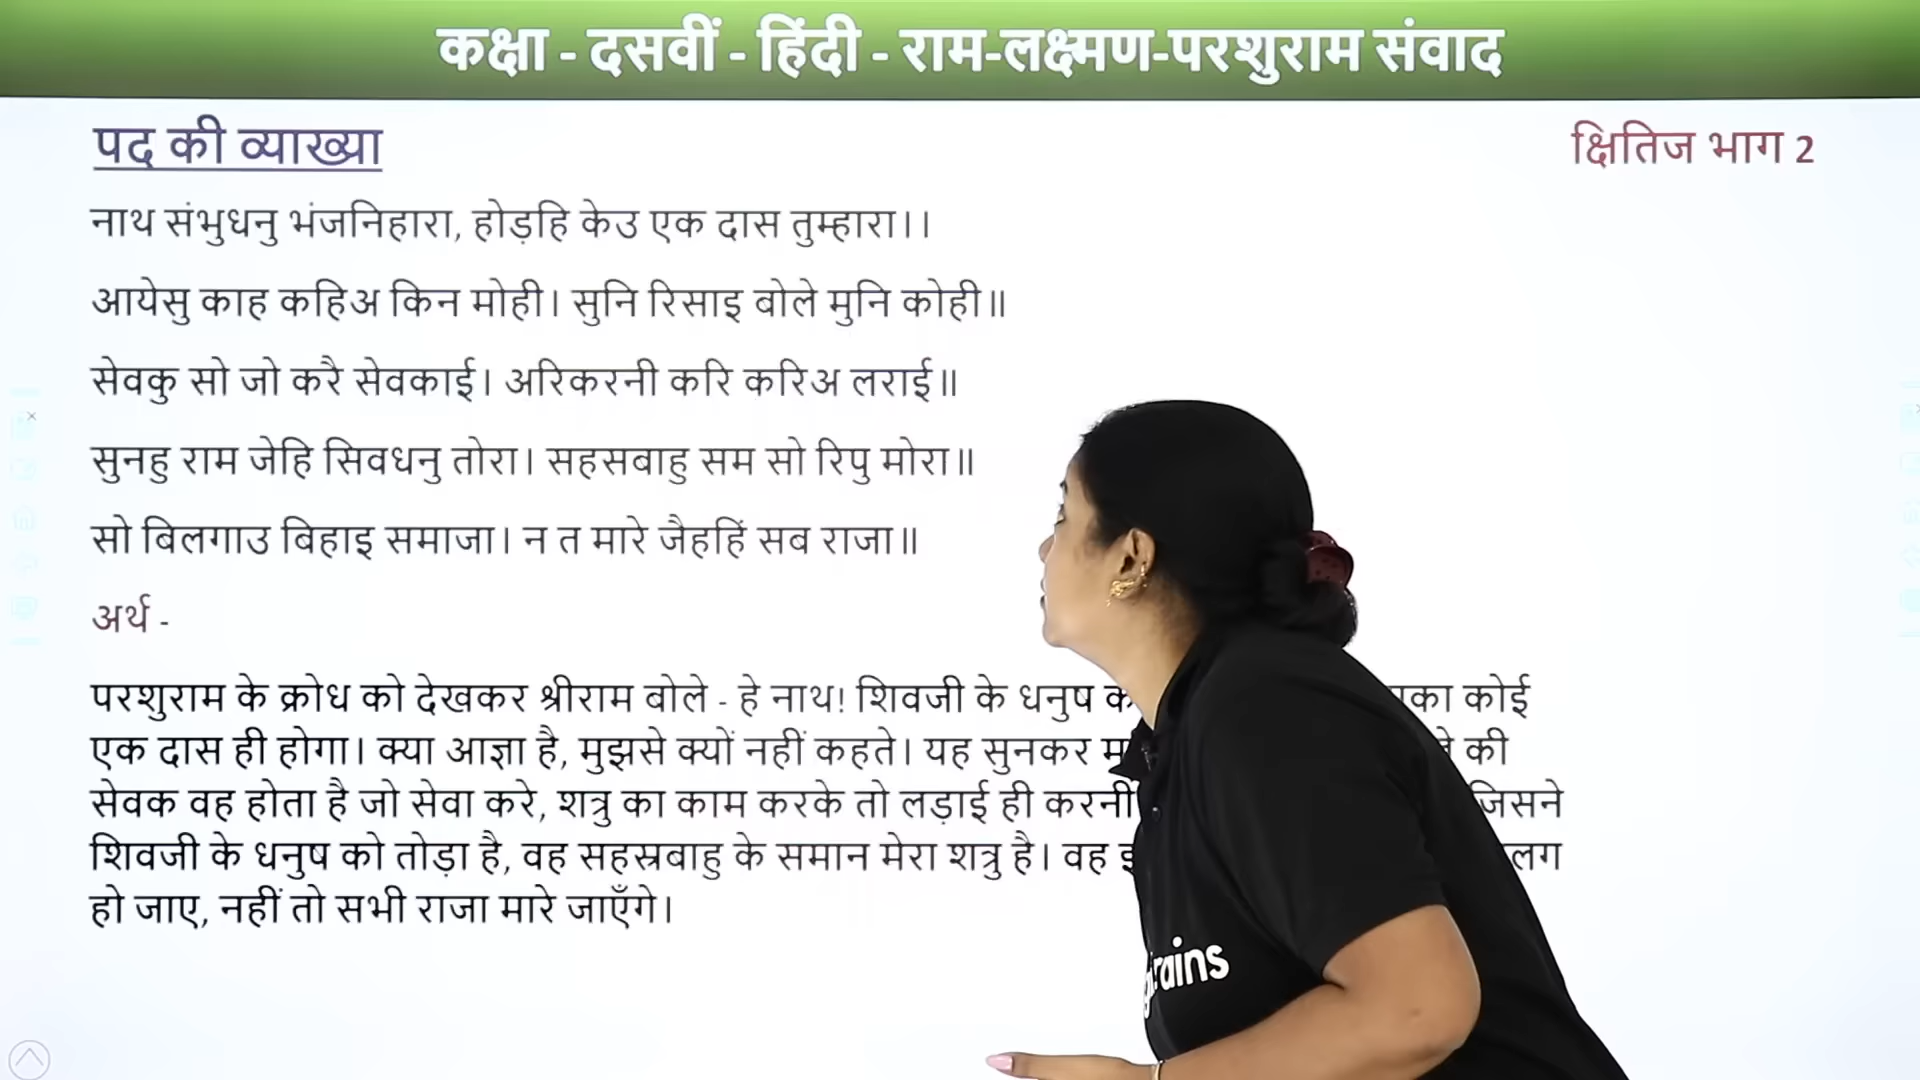 कक्षा - दसवीं - हिंदी - राम-लक्ष्मण-परशुराम संवाद
पद की व्याख्या
क्षितिज भाग 2
नाथ संभुधनु भंजनिहारा, होड़हि केउ एक दास तुम्हारा।।
आयेसु काह कहिअ किन मोही। सुनि रिसाइ बोले मुनि कोही॥
सेवकु सो जो करै सेवकाई। अरिकरनी करि करिअ लराई॥
सुनहु राम जेहि सिवधनु तोरा। सहसबाहु सम सो रिपु मोरा॥
सो बिलगाउ बिहाइ समाजा। न त मारे जैहहिं सब राजा॥
अर्थ -
परशुराम के क्रोध को देखकर श्रीराम बोले - हे नाथ! शिवजी के धनुष कोई
एक दास ही होगा। क्या आज्ञा है, मुझसे क्यों नहीं कहते। यह सुनकर की
सेवक वह होता है जो सेवा करे, शत्रु का काम करके तो लड़ाई ही करनी जिसने
शिवजी के धनुष को तोड़ा है, वह सहस्रबाहु के समान मेरा शत्रु है। वह
हो जाए, नहीं तो सभी राजा मारे जाएँगे।